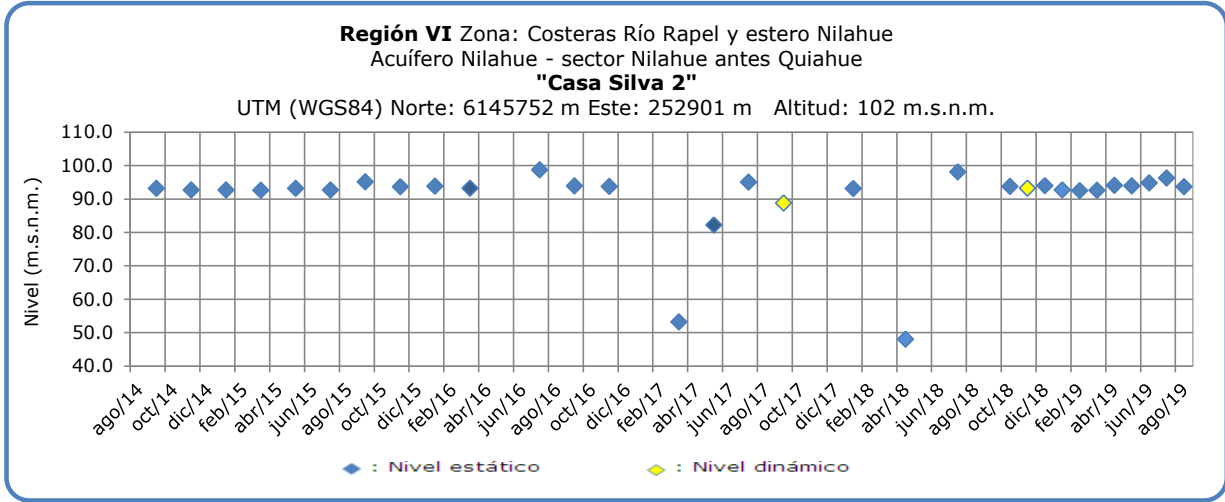 Región VI Zona: Costeras Río Rapel y estero Nilahue
Acuífero Nilahue - sector Nilahue antes Quiahue
"Casa Silva 2"
UTM (WGS84) Norte: 6145752 m Este: 252901 m Altitud: 102 m.s.n.m.
Nivel (m.s.n.m.)
110.0
100.0
90.0
80.0
70.0
60.0
50.0
40.0
ago/14 oct/14 dic/14 feb/15 abr/15 jun/15 ago/15 oct/15 dic/15 feb/16 abr/16 jun/16 ago/16 oct/16 dic/16 feb/17 abr/17 jun/17 ago/17 oct/17 dic/17 feb/18 abr/18 jun/18 ago/18 oct/18 dic/18 feb/19 abr/19 jun/19 ago/19
: Nivel estático : Nivel dinámico